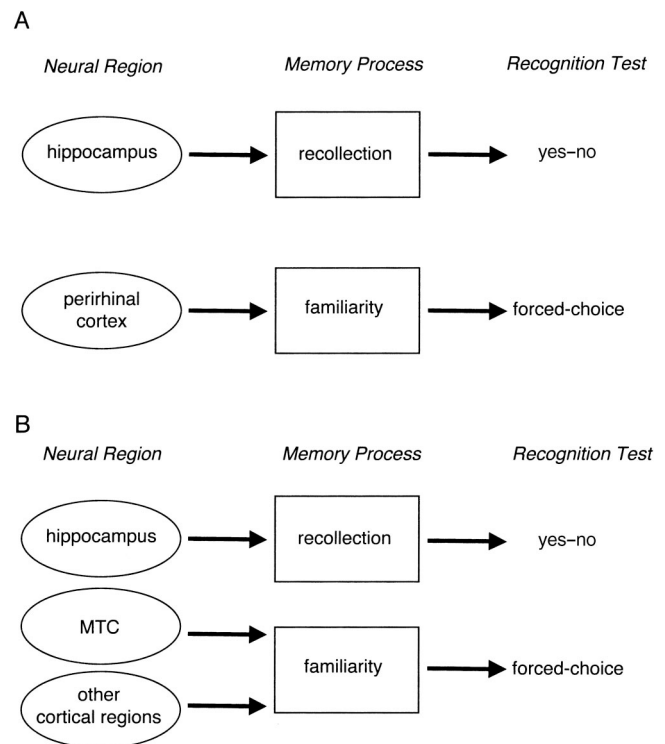 A
Neural Region Memory Process Recognition Test
hippocampus recollection yes–no
perirhinal
cortex
familiarity forced-choice
B
Neural Region Memory Process Recognition Test
hippocampus recollection yes–no
MTC
familiarity forced-choice
other
cortical regions